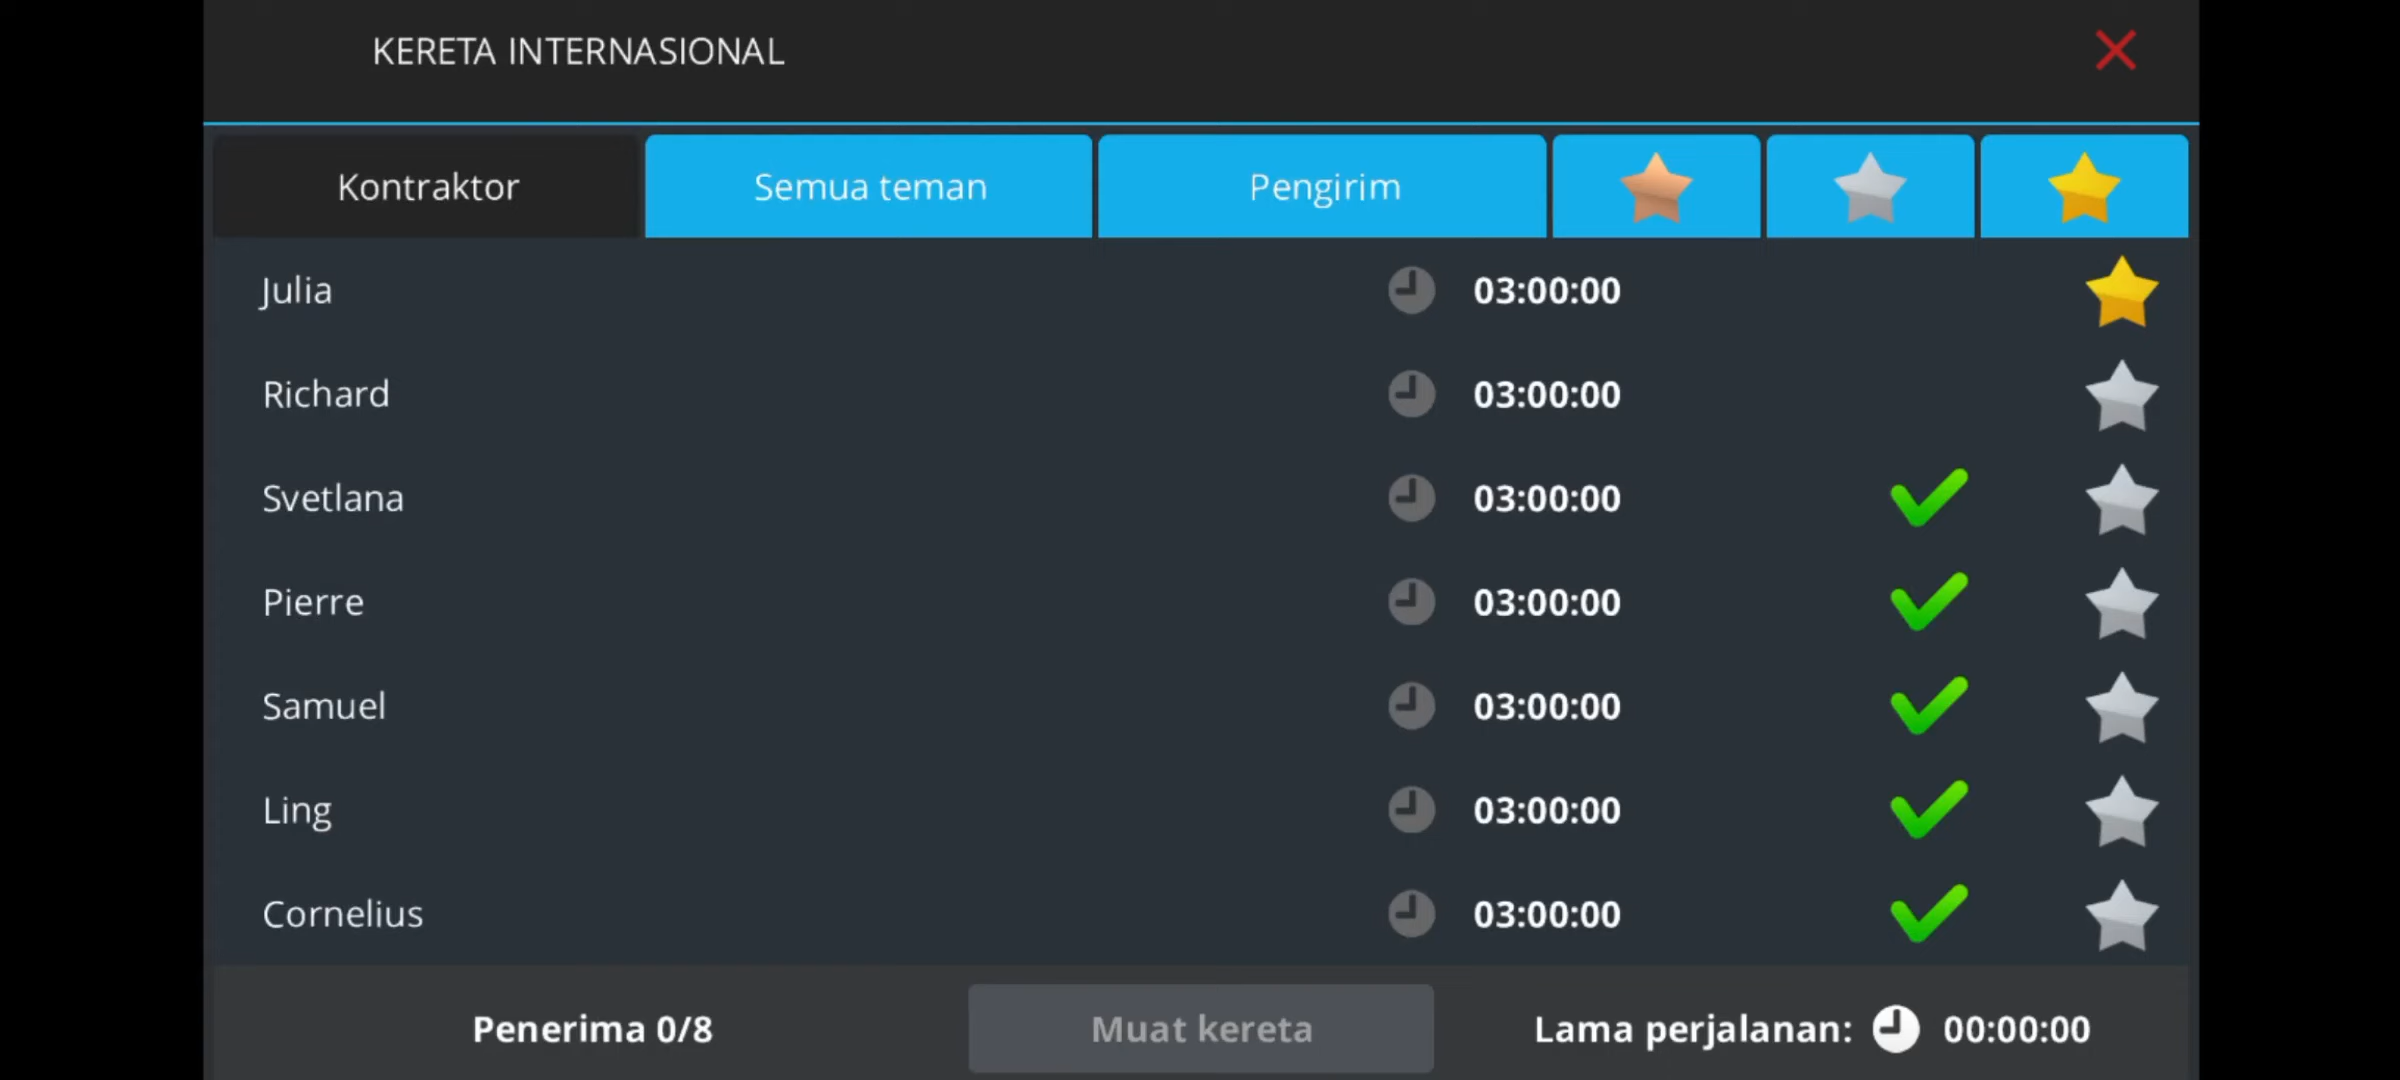 KERETA INTERNASIONAL
Kontraktor Semua teman Pengirim
Julia 03:00:00
Richard 03:00:00
Svetlana 03:00:00
Pierre 03:00:00
Samuel 03:00:00
Ling 03:00:00
Cornelius 03:00:00
Penerima 0/8 Muat kereta Lama perjalanan: 00:00:00